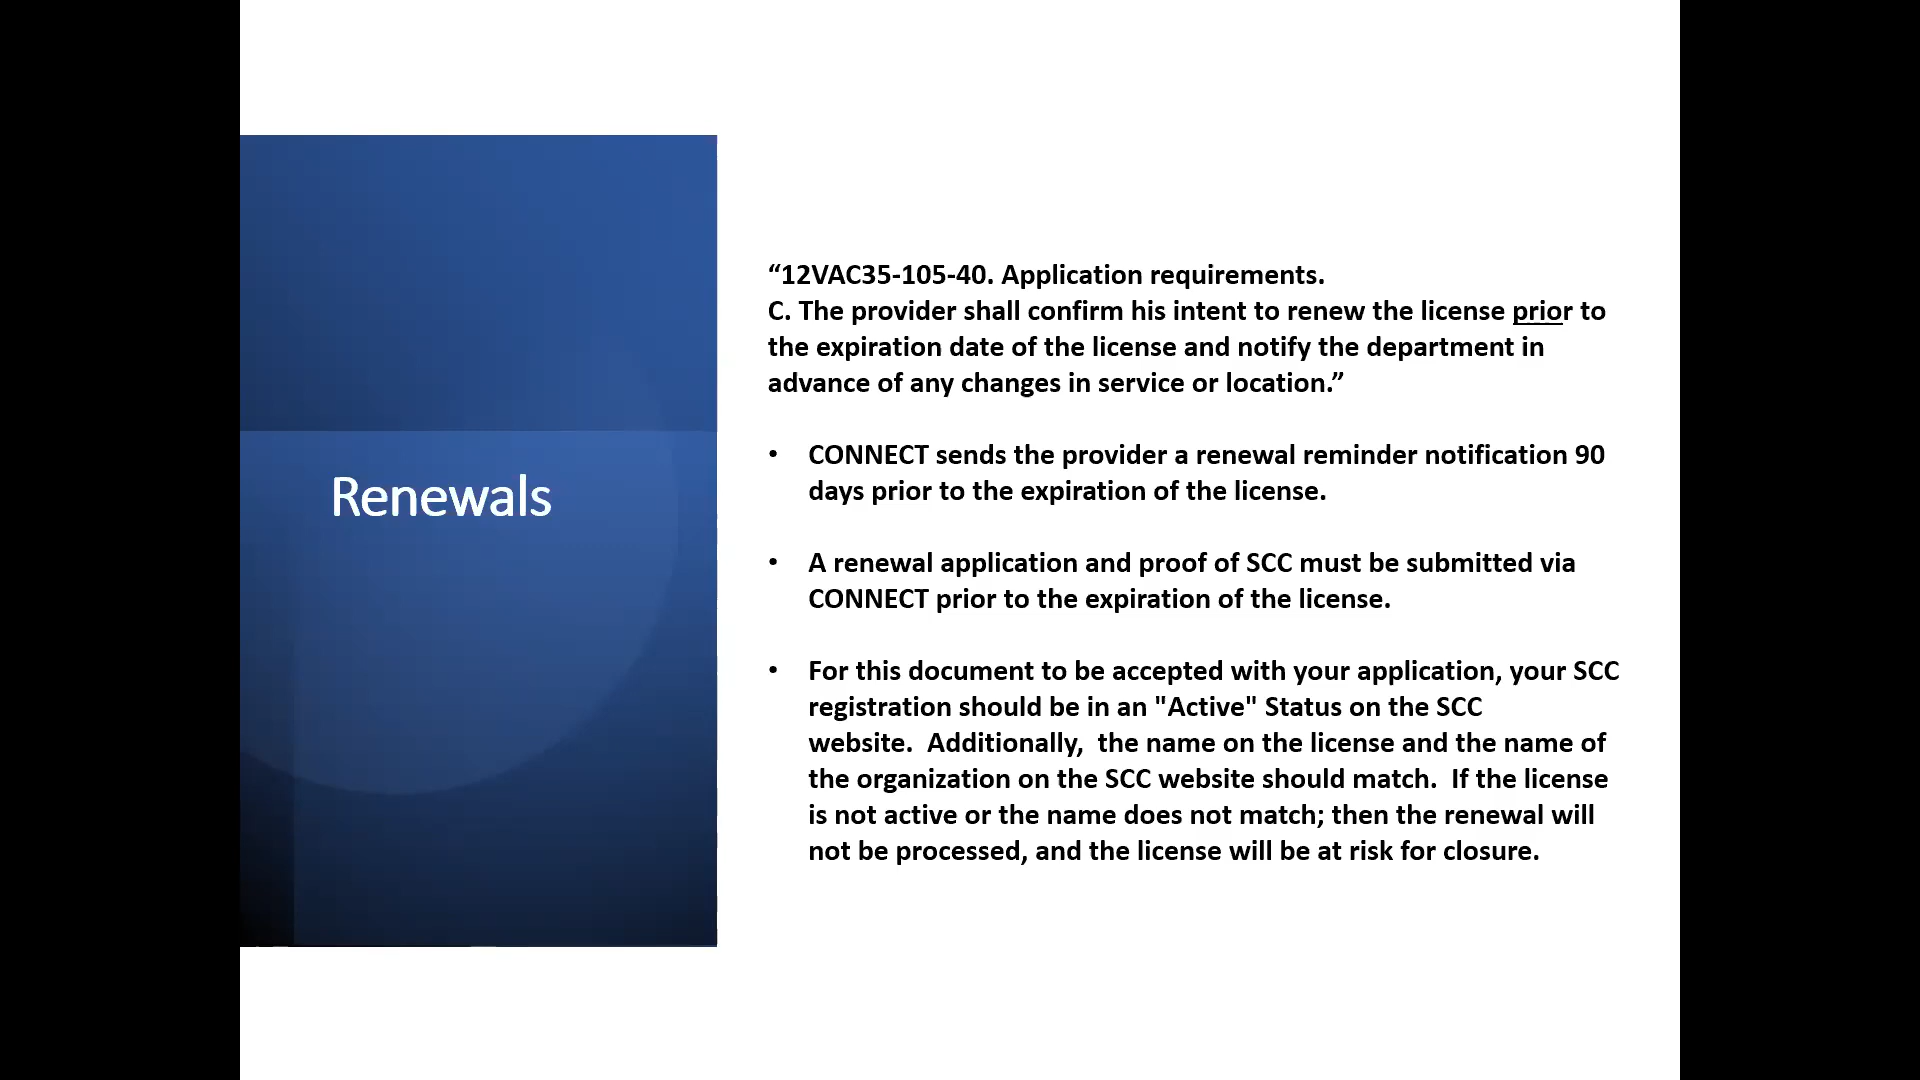 Renewals
“12VAC35-105-40. Application requirements.
C. The provider shall confirm his intent to renew the license prior to
the expiration date of the license and notify the department in
advance of any changes in service or location.”
• CONNECT sends the provider a renewal reminder notification 90
days prior to the expiration of the license.
• A renewal application and proof of SCC must be submitted via
CONNECT prior to the expiration of the license.
• For this document to be accepted with your application, your SCC
registration should be in an "Active" Status on the SCC
website.  Additionally,  the name on the license and the name of
the organization on the SCC website should match.  If the license
is not active or the name does not match; then the renewal will
not be processed, and the license will be at risk for closure.